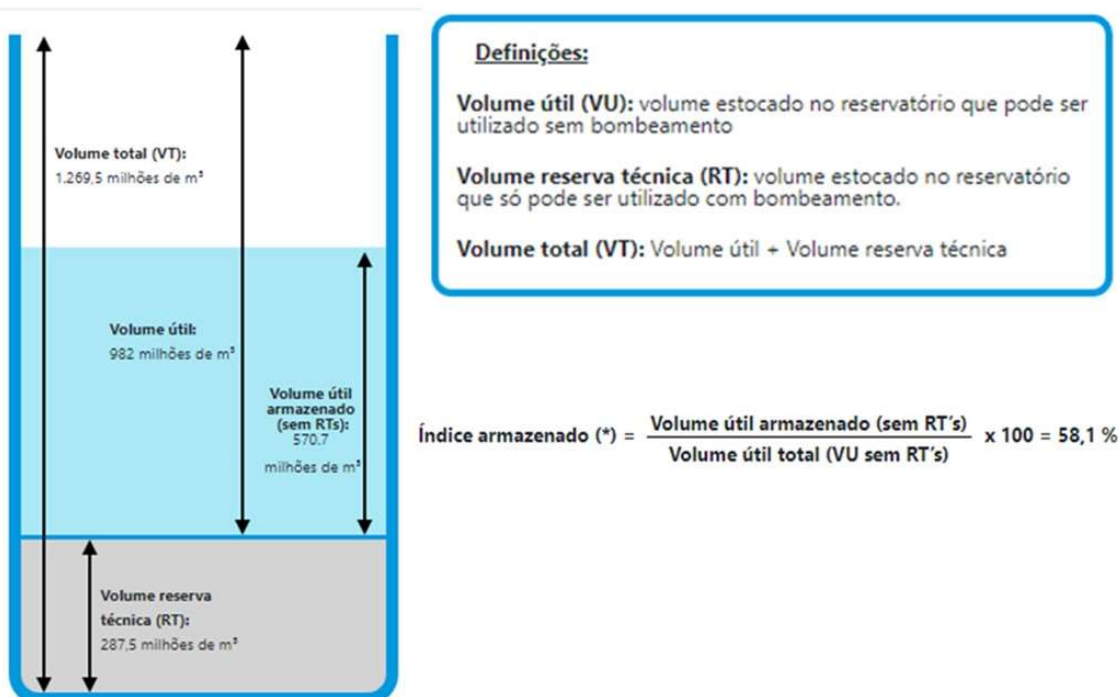 Volume total (VT):
1.269,5 milhões de m³
Volume útil:
982 milhões de m³
Volume útil
armazenado
(sem RTs):
570.7
milhões de m³
Volume reserva
técnica (RT):
287,5 milhões de m³
Definições:
Volume útil (VU): volume estocado no reservatório que pode ser
utilizado sem bombeamento
Volume reserva técnica (RT): volume estocado no reservatório
que só pode ser utilizado com bombeamento.
Volume total (VT): Volume útil + Volume reserva técnica
Índice armazenado (*) = Volume útil armazenado (sem RT's)
Volume útil total (VU sem RT's)
x 100 = 58,1 %